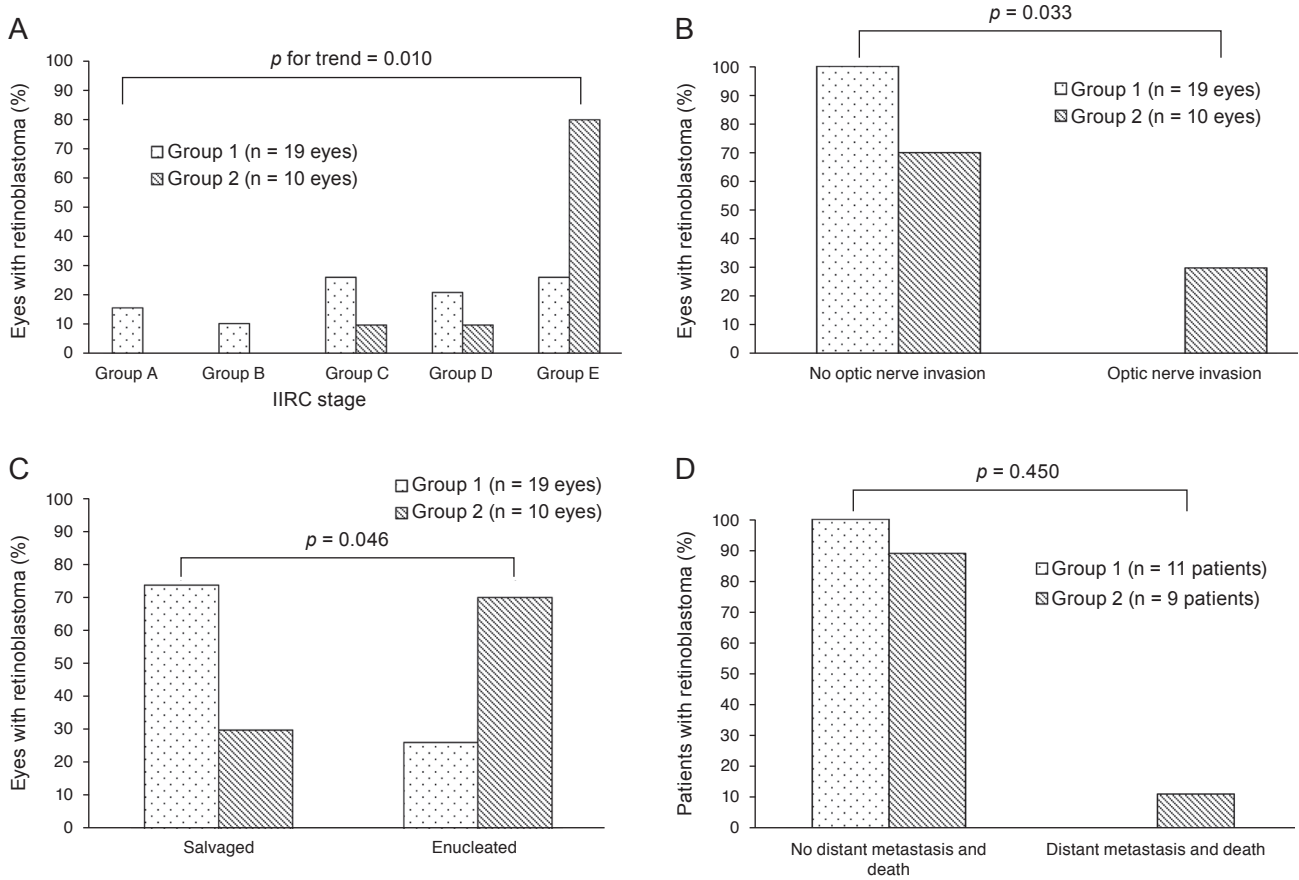 A
p for trend = 0.010
Eyes with retinoblastoma (%)
100
90
80
70
60
50
40
30
20
10
0
Group 1 (n = 19 eyes)
Group 2 (n = 10 eyes)
Group A Group B Group C Group D Group E
IIRC stage
B
p = 0.033
Eyes with retinoblastoma (%)
100
90
80
70
60
50
40
30
20
10
0
Group 1 (n = 19 eyes)
Group 2 (n = 10 eyes)
No optic nerve invasion Optic nerve invasion
C
Group 1 (n = 19 eyes)
Group 2 (n = 10 eyes)
p = 0.046
Eyes with retinoblastoma (%)
100
90
80
70
60
50
40
30
20
10
0
Salvaged Enucleated
D
p = 0.450
Patients with retinoblastoma (%)
100
90
80
70
60
50
40
30
20
10
0
Group 1 (n = 11 patients)
Group 2 (n = 9 patients)
No distant metastasis and
death
Distant metastasis and death